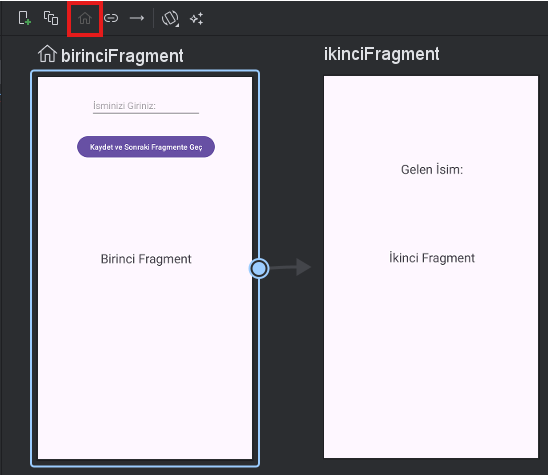 birinciFragment
ikinciFragment
İsminizi Giriniz:
Kaydet ve Sonraki Fragmente Geç
Birinci Fragment
Gelen İsim:
İkinci Fragment